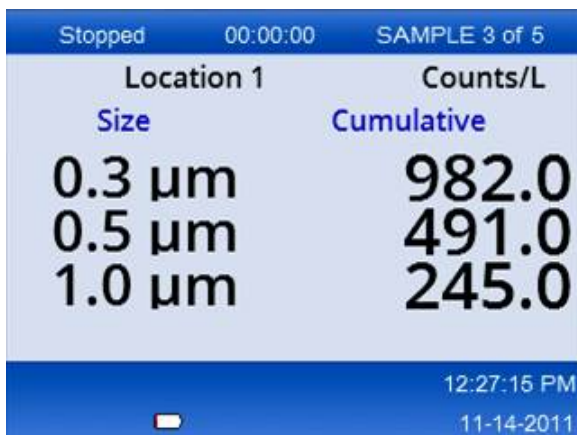 Stopped 00:00:00 SAMPLE 3 of 5
Location 1 Counts/L
Size Cumulative
0.3 µm 982.0
0.5 µm 491.0
1.0 µm 245.0
12:27:15 PM
11-14-2011